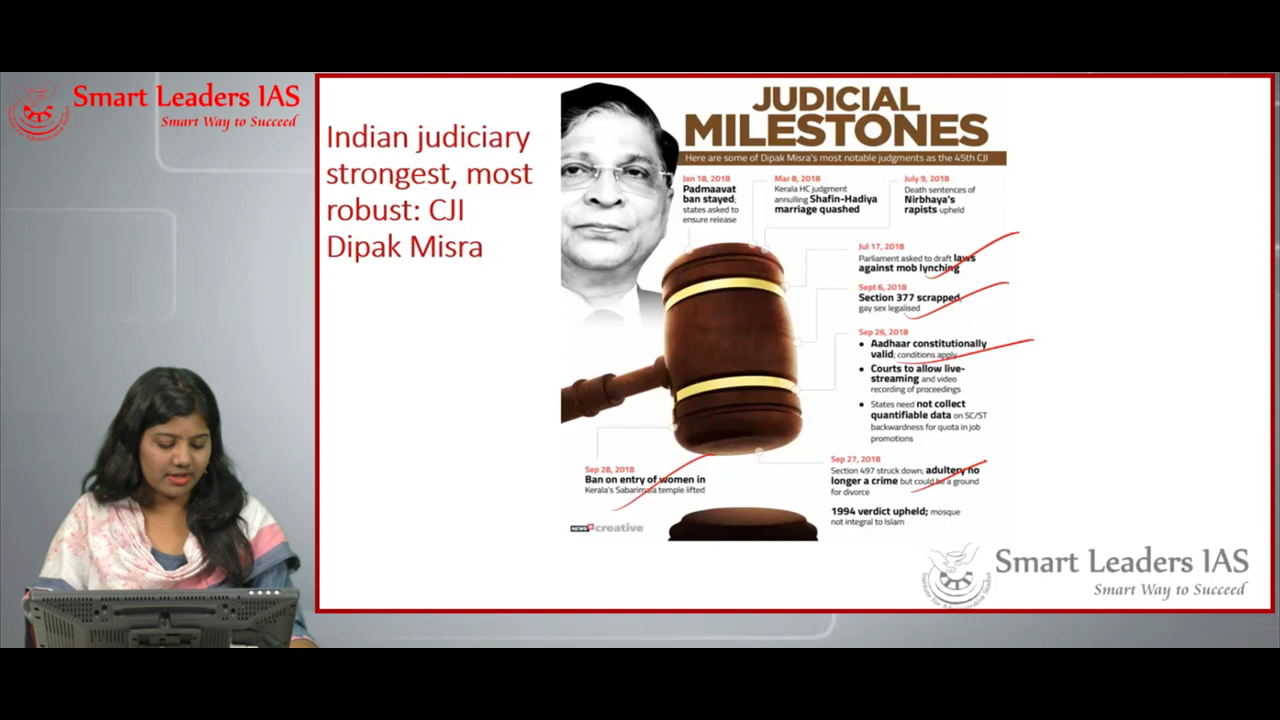 Smart Leaders IAS
Smart Way to Succeed
Indian judiciary
strongest, most
robust: CJI
Dipak Misra
JUDICIAL
MILESTONES
Here are some of Dipak Misra's most notable judgments as the 45th CJI
Jan 18, 2018
Padmaavat
ban stayed;
states asked to
ensure release
Mar 8, 2018
Kerala HC judgment
annulling Shafin-Hadiya
marriage quashed
July 9, 2018
Death sentences of
Nirbhaya's
rapists upheld
Jul 17, 2018
Parliament asked to draft laws
against mob lynching
Sept 6, 2018
Section 377 scrapped,
gay sex legalised
Sep 26, 2018
• Aadhaar constitutionally
valid; conditions apply
• Courts to allow live-
streaming and video
recording of proceedings
• States need not collect
quantifiable data on SC/ST
backwardness for quota in job
promotions
Sep 27, 2018
Section 497 struck down; adultery no
longer a crime but could be a ground
for divorce
1994 verdict upheld; mosque
not integral to Islam
Sep 28, 2018
Ban on entry of women in
Kerala's Sabarimala temple lifted
NEWS18 creative
Smart Leaders IAS
Smart Way to Succeed